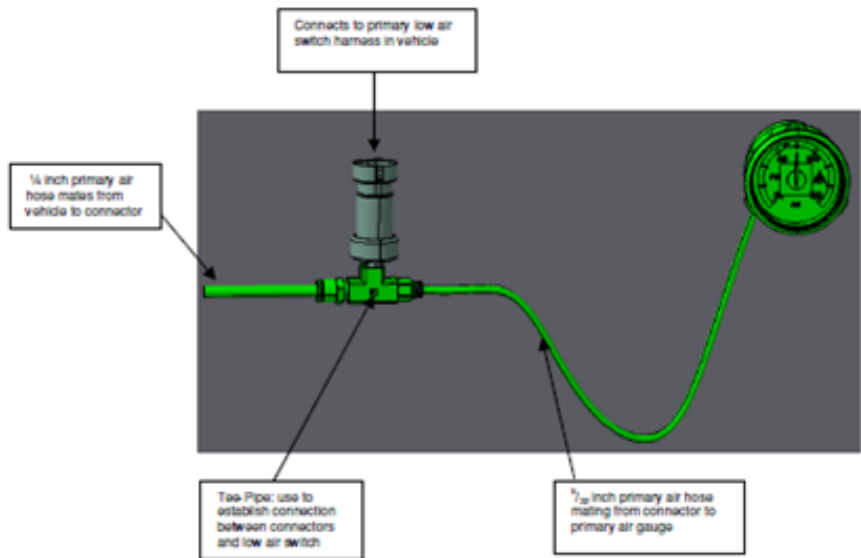 Connects to primary low air
switch harness in vehicle
¼ inch primary air
hose mates from
vehicle to connector
Tee-Pipe: use to
establish connection
between connectors
and low air switch
inch primary air hose
mating from connector to
primary air gauge